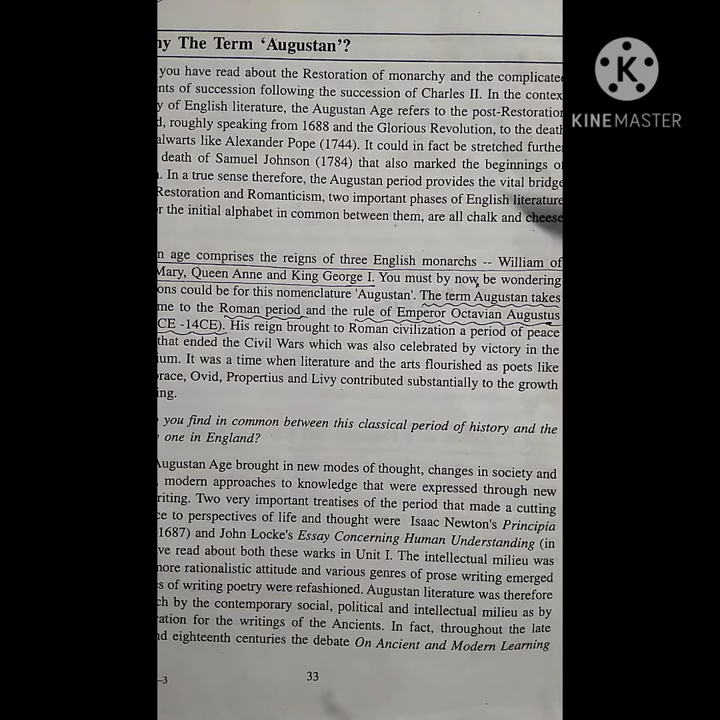 hy The Term 'Augustan'?
you have read about the Restoration of monarchy and the complicate
nts of succession following the succession of Charles II. In the contex
y of English literature, the Augustan Age refers to the post-Restoration
d, roughly speaking from 1688 and the Glorious Revolution, to the death
alwarts like Alexander Pope (1744). It could in fact be stretched furthe
death of Samuel Johnson (1784) that also marked the beginnings o
. In a true sense therefore, the Augustan period provides the vital bridge
Restoration and Romanticism, two important phases of English literature
r the initial alphabet in common between them, are all chalk and cheese
n age comprises the reigns of three English monarchs -- William of
Mary, Queen Anne and King George I. You must by now, be wondering
ons could be for this nomenclature 'Augustan'. The term Augustan takes
me to the Roman period and the rule of Emperor Octavian Augustus
CE -14CE). His reign brought to Roman civilization a period of peace
that ended the Civil Wars which was also celebrated by victory in the
ium. It was a time when literature and the arts flourished as poets like
race, Ovid, Propertius and Livy contributed substantially to the growth
ing.
you find in common between this classical period of history and the
one in England?
Augustan Age brought in new modes of thought, changes in society and
modern approaches to knowledge that were expressed through new
riting. Two very important treatises of the period that made a cutting
ce to perspectives of life and thought were Isaac Newton's Principia
1687) and John Locke's Essay Concerning Human Understanding (in
ve read about both these warks in Unit I. The intellectual milieu was
more rationalistic attitude and various genres of prose writing emerged
s of writing poetry were refashioned. Augustan literature was therefore
ch by the contemporary social, political and intellectual milieu as by
ration for the writings of the Ancients. In fact, throughout the late
nd eighteenth centuries the debate On Ancient and Modern Learning
-3
33
K
KINEMASTER